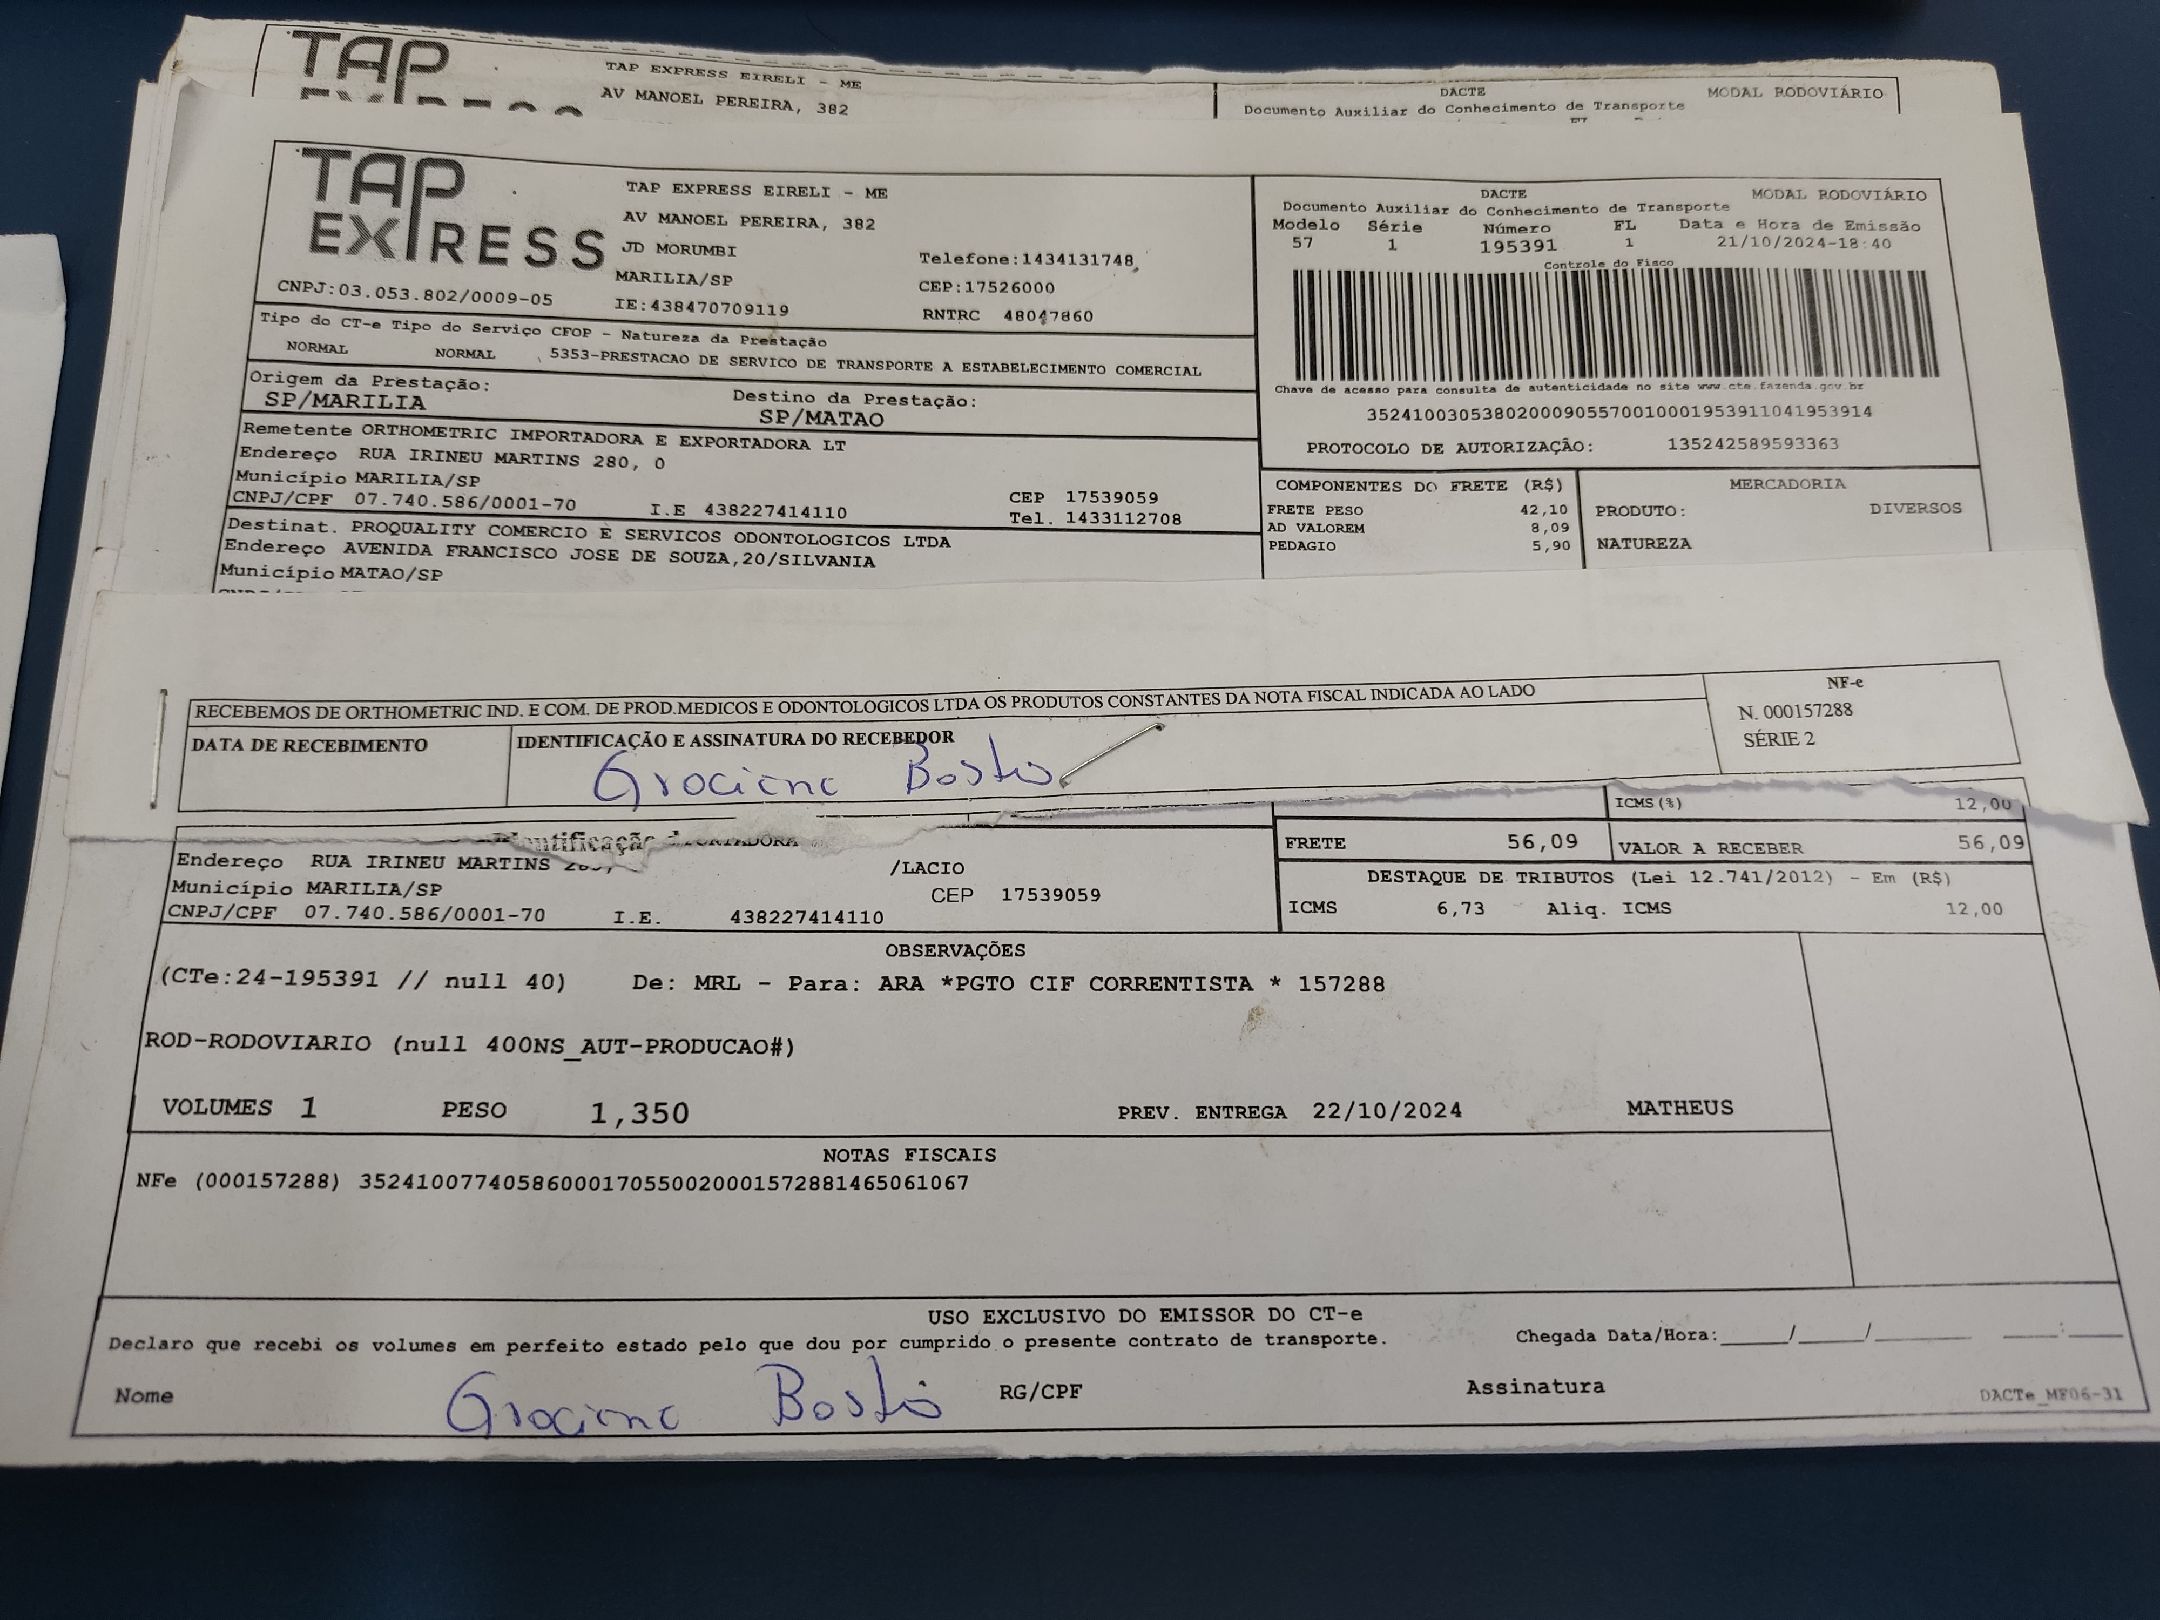 TAP
TAP EXPRESS EIRELI - ME
AV MANOEL PEREIRA, 382
DACTE
MODAL RODOVIÁRIO
Documento Auxiliar do Conhecimento de Transporte
TAP EXPRESS
TAP EXPRESS EIRELI - ME
AV MANOEL PEREIRA, 382
JD MORUMBI
MARILIA/SP
IE:438470709119
Telefone:1434131748
CEP:17526000
RNTRC 48047860
CNPJ:03.053.802/0009-05
DACTE
MODAL RODOVIÁRIO
Documento Auxiliar do Conhecimento de Transporte
Modelo Série Número FL Data e Hora de Emissão
57 1 195391 1 21/10/2024-18:40
Controle do Fisco
Chave de acesso para consulta de autenticidade no site www.cte.fazenda.gov.br
35241003053802000905570010001953911041953914
PROTOCOLO DE AUTORIZAÇÃO: 135242589593363
Tipo do CT-e Tipo do Serviço CFOP - Natureza da Prestação
NORMAL NORMAL 5353-PRESTACAO DE SERVICO DE TRANSPORTE A ESTABELECIMENTO COMERCIAL
Origem da Prestação: Destino da Prestação:
SP/MARILIA SP/MATAO
Remetente ORTHOMETRIC IMPORTADORA E EXPORTADORA LT
Endereço RUA IRINEU MARTINS 280, 0
Município MARILIA/SP
CEP 17539059
CNPJ/CPF 07.740.586/0001-70 I.E 438227414110
Tel. 1433112708
Destinat. PROQUALITY COMERCIO E SERVICOS ODONTOLOGICOS LTDA
Endereço AVENIDA FRANCISCO JOSE DE SOUZA,20/SILVANIA
Município MATAO/SP
COMPONENTES DO FRETE (R$)
FRETE PESO 42,10
AD VALOREM 8,09
PEDAGIO 5,90
MERCADORIA
PRODUTO: DIVERSOS
NATUREZA
RECEBEMOS DE ORTHOMETRIC IND. E COM. DE PROD.MEDICOS E ODONTOLOGICOS LTDA OS PRODUTOS CONSTANTES DA NOTA FISCAL INDICADA AO LADO
NF-e
N. 000157288
SÉRIE 2
DATA DE RECEBIMENTO
IDENTIFICAÇÃO E ASSINATURA DO RECEBEDOR
Graciane Bastos
ICMS(%) 12,00
FRETE 56,09 VALOR A RECEBER 56,09
Endereço RUA IRINEU MARTINS /LACIO
Município MARILIA/SP CEP 17539059
CNPJ/CPF 07.740.586/0001-70 I.E. 438227414110
DESTAQUE DE TRIBUTOS (Lei 12.741/2012) - Em (R$)
ICMS 6,73 Aliq. ICMS 12,00
OBSERVAÇÕES
(CTe:24-195391 // null 40) De: MRL - Para: ARA *PGTO CIF CORRENTISTA * 157288
ROD-RODOVIARIO (null 400NS_AUT-PRODUCAO#)
VOLUMES 1 PESO 1,350 PREV. ENTREGA 22/10/2024 MATHEUS
NOTAS FISCAIS
NFe (000157288) 35241007740586000170550020001572881465061067
USO EXCLUSIVO DO EMISSOR DO CT-e
Declaro que recebi os volumes em perfeito estado pelo que dou por cumprido o presente contrato de transporte. Chegada Data/Hora:____/____/______ ____:____
Nome Graciane Bastos RG/CPF Assinatura
DACTe_MF06-31